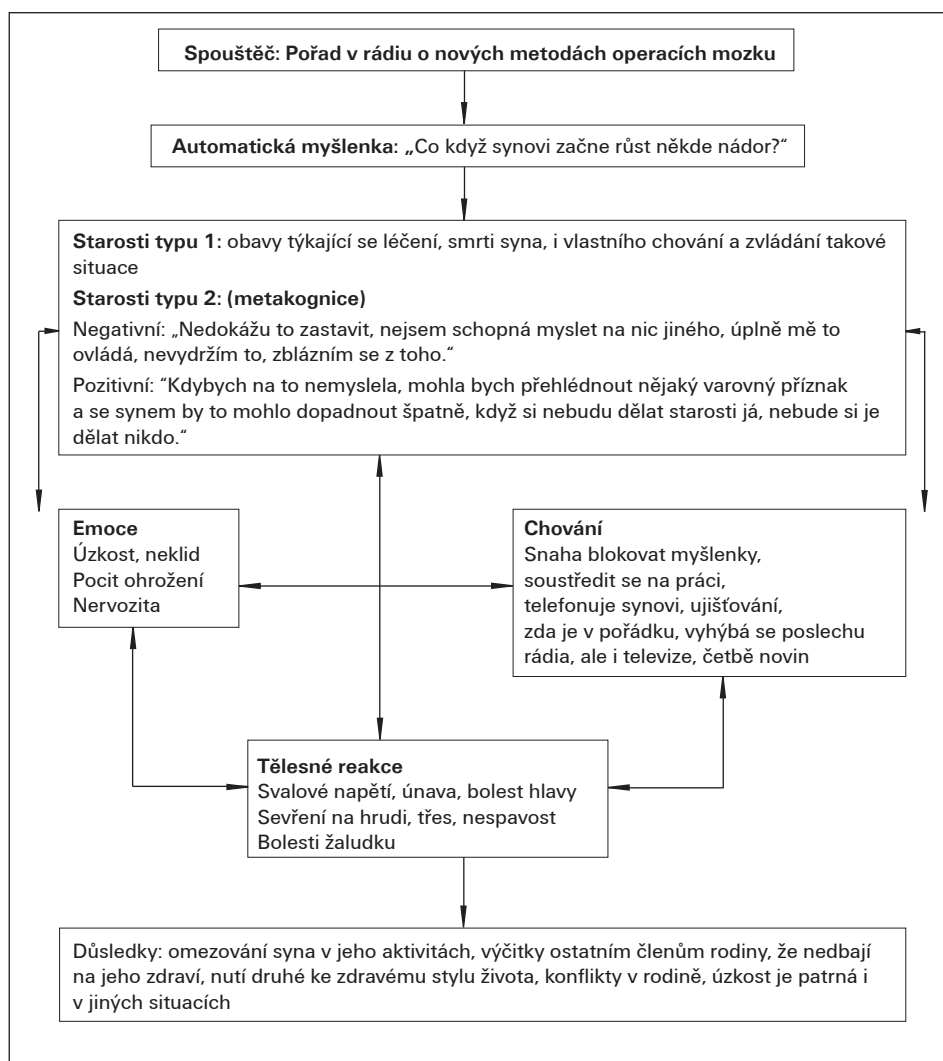 Spouštěč: Pořad v rádiu o nových metodách operacích mozku
Automatická myšlenka: „Co když synovi začne růst někde nádor?“
Starosti typu 1: obavy týkající se léčení, smrti syna, i vlastního chování a zvládání takové
situace
Starosti typu 2: (metakognice)
Negativní: „Nedokážu to zastavit, nejsem schopná myslet na nic jiného, úplně mě to
ovládá, nevydržím to, zblázním se z toho.“
Pozitivní: “Kdybych na to nemyslela, mohla bych přehlédnout nějaký varovný příznak
a se synem by to mohlo dopadnout špatně, když si nebudu dělat starosti já, nebude si je
dělat nikdo.“
Emoce
Úzkost, neklid
Pocit ohrožení
Nervozita
Chování
Snaha blokovat myšlenky,
soustředit se na práci,
telefonuje synovi, ujišťování,
zda je v pořádku, vyhýbá se poslechu
rádia, ale i televize, četbě novin
Tělesné reakce
Svalové napětí, únava, bolest hlavy
Sevření na hrudi, třes, nespavost
Bolesti žaludku
Důsledky: omezování syna v jeho aktivitách, výčitky ostatním členům rodiny, že nedbají
na jeho zdraví, nutí druhé ke zdravému stylu života, konflikty v rodině, úzkost je patrná i
v jiných situacích